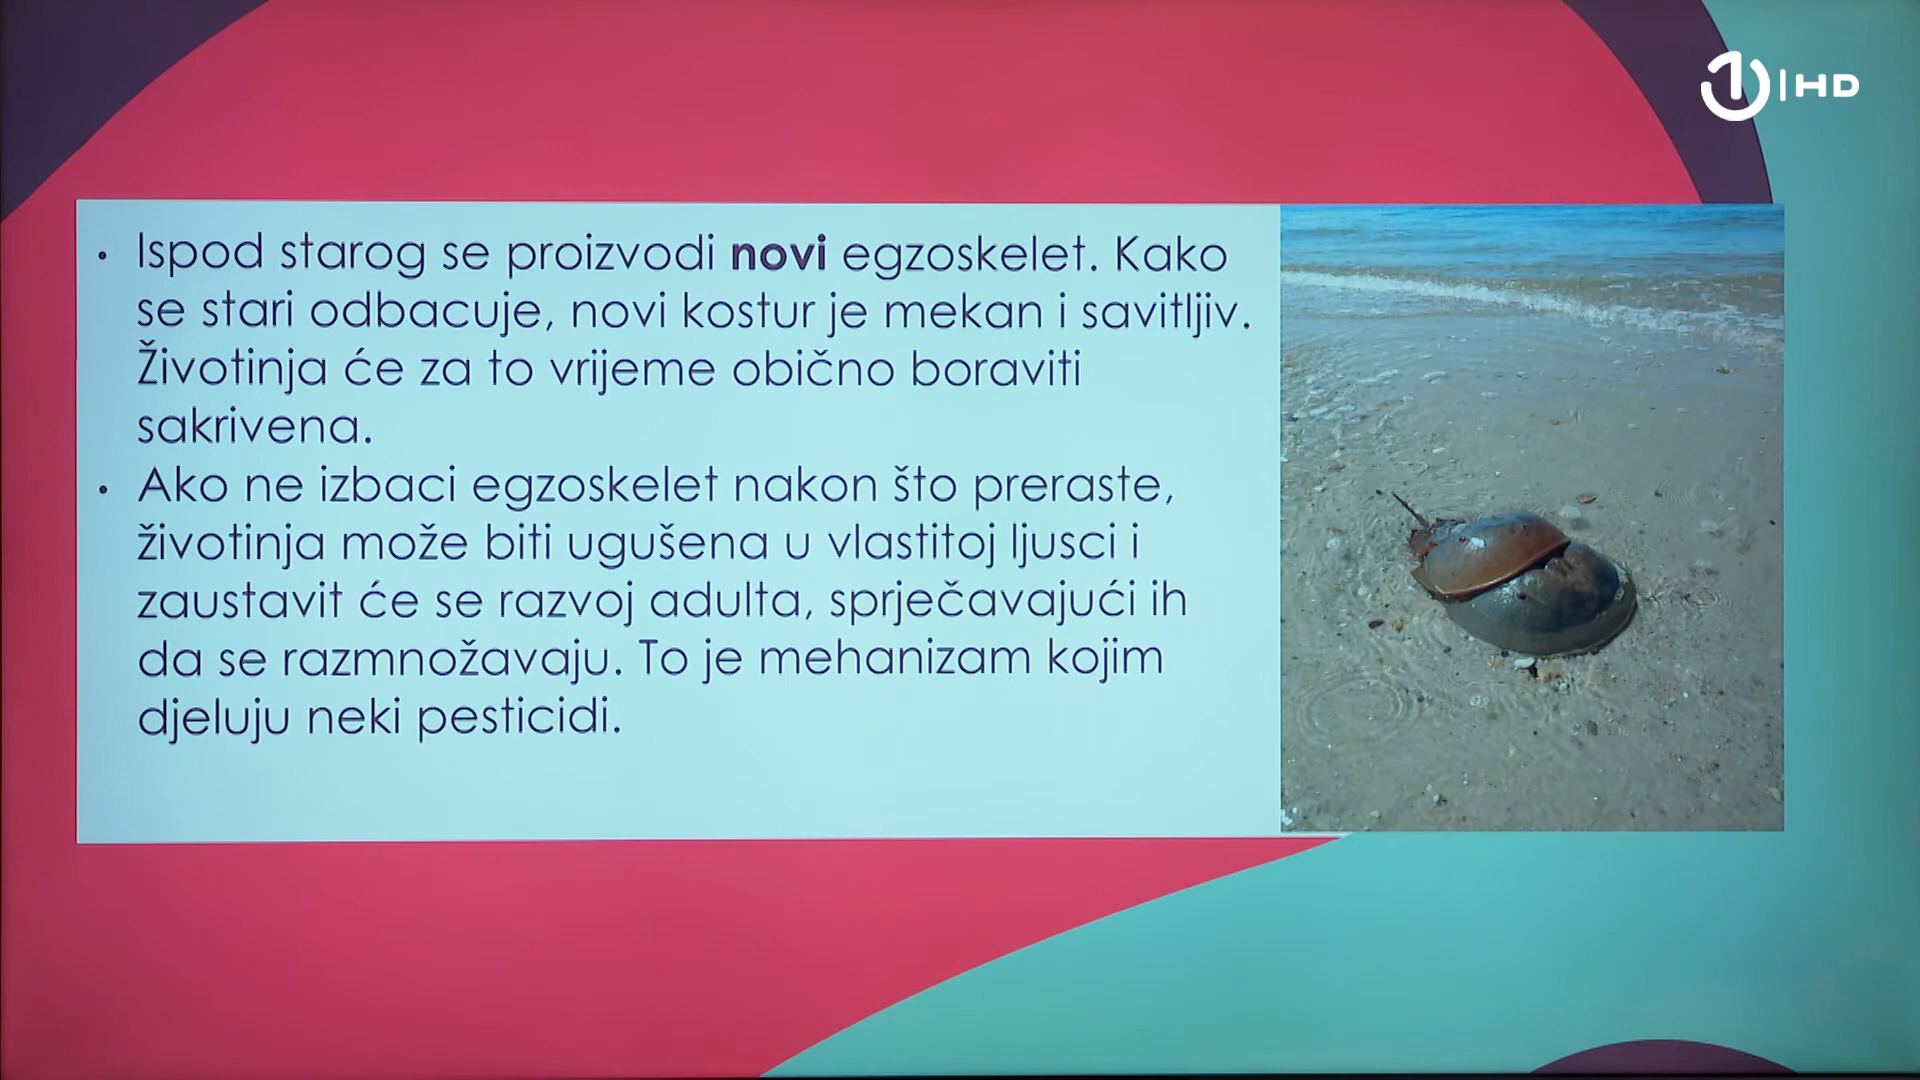 1 HD
• Ispod starog se proizvodi novi egzoskelet. Kako
se stari odbacuje, novi kostur je mekan i savitljiv.
Životinja će za to vrijeme obično boraviti
sakrivena.
• Ako ne izbaci egzoskelet nakon što preraste,
životinja može biti ugušena u vlastitoj ljusci i
zaustavit će se razvoj adulta, sprječavajući ih
da se razmnožavaju. To je mehanizam kojim
djeluju neki pesticidi.